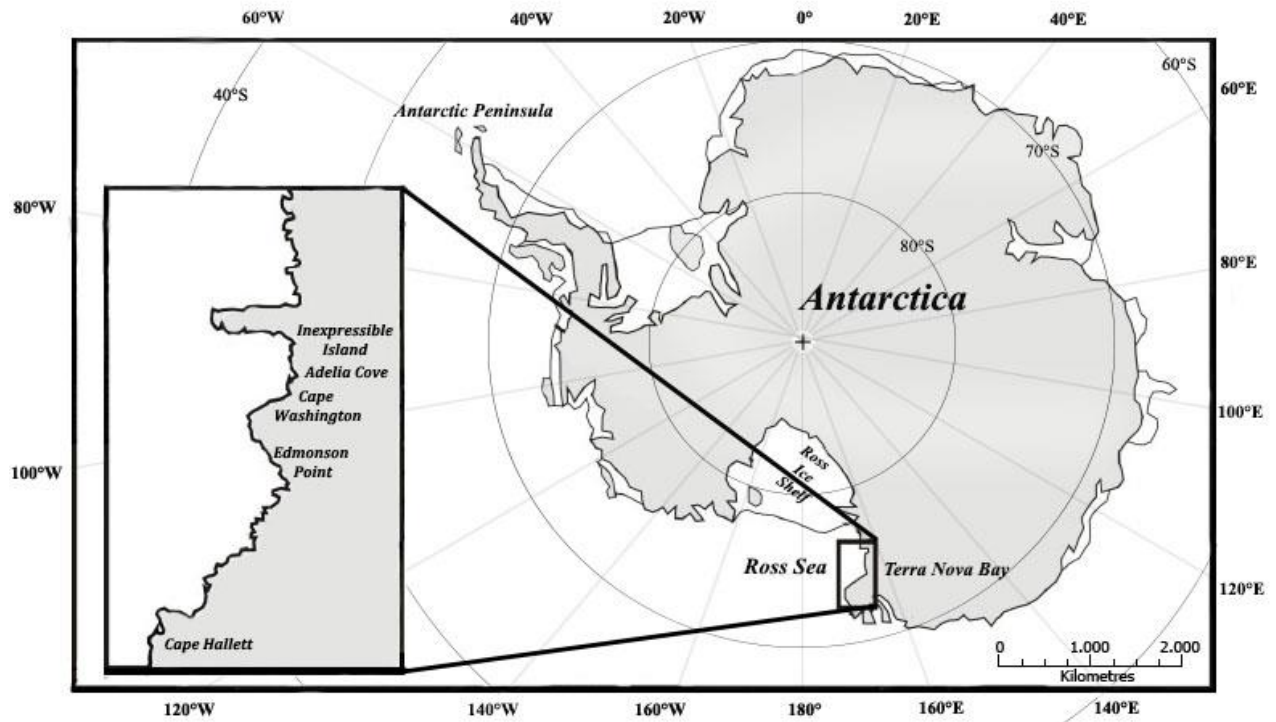 60°W
40°W
20°W
0°
20°E
40°E
40°S
60°S
60°E
Antarctic Peninsula
70°S
80°W
80°S
80°E
Antarctica
Inexpressible
Island
Adelia Cove
Cape
Washington
100°E
Edmonson
Point
100°W
Ross
Ice
Shelf
Ross Sea
Terra Nova Bay
120°E
Cape Hallett
0 1.000 2.000
Kilometres
120°W
140°W
180°
160°E
140°E